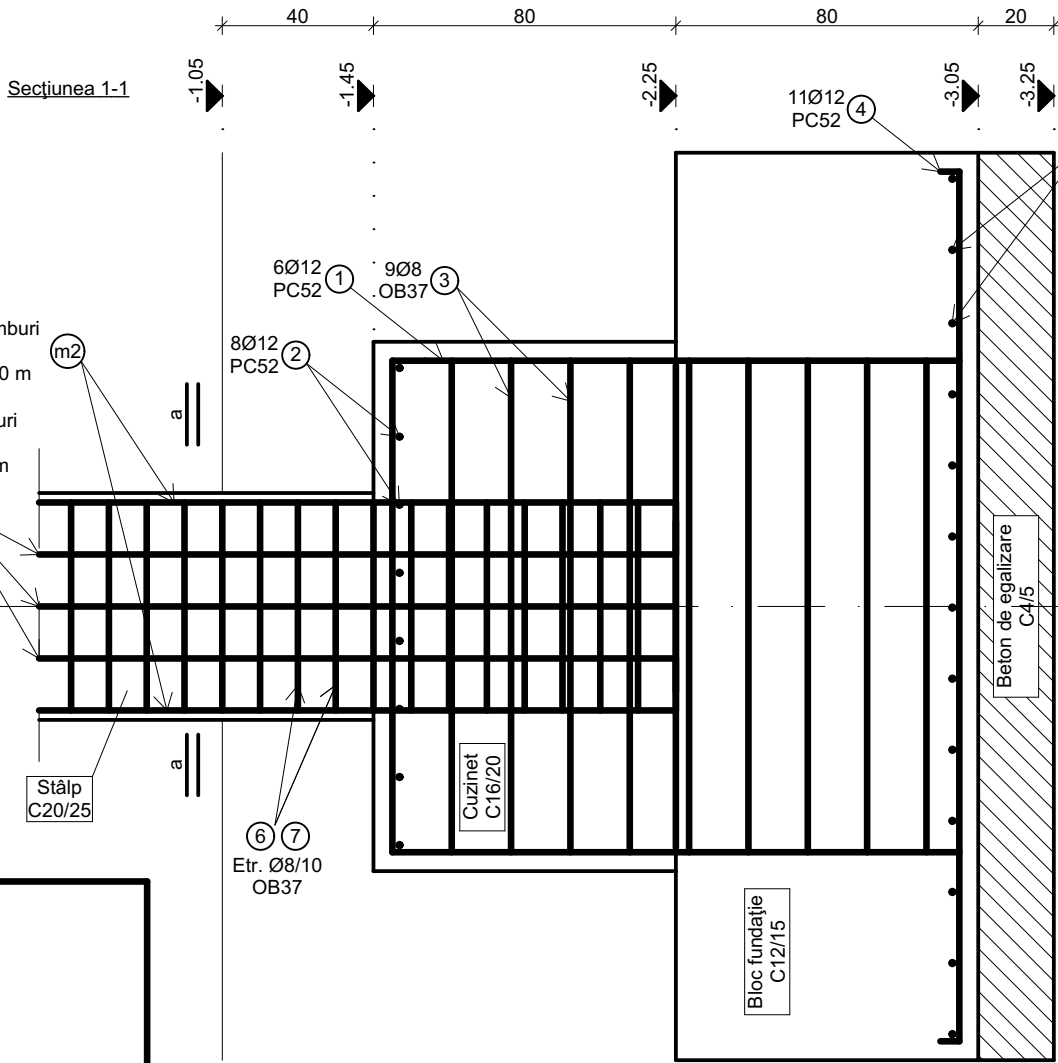 40
80
80
20
Secţiunea 1-1
-1.05
-1.45
-2.25
-3.05
-3.25
11Ø12
PC52
4
6Ø12
PC52
1
9Ø8
OB37
3
8Ø12
PC52
2
m2
0 m
m
a
a
Stâlp
C20/25
6 7
Etr. Ø8/10
OB37
Cuzinet
C16/20
Bloc fundaţie
C12/15
Beton de egalizare
C4/5